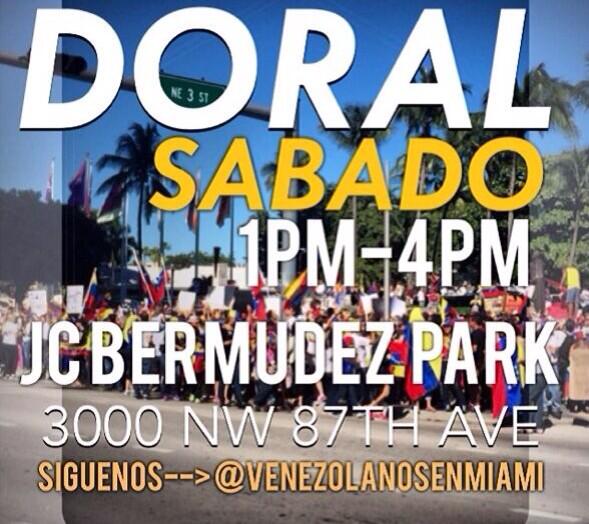 DORAL
NE 3 ST
SABADO
1PM-4PM
JC BERMUDEZ PARK
3000 NW 87TH AVE
SIGUENOS-->@VENEZOLANOSENMIAMI